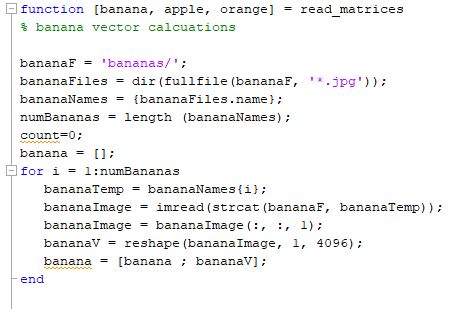 function [banana, apple, orange] = read_matrices
% banana vector calcuations
bananaF = 'bananas/';
bananaFiles = dir(fullfile(bananaF, '*.jpg'));
bananaNames = {bananaFiles.name};
numBananas = length (bananaNames);
count=0;
banana = [];
for i = 1:numBananas
bananaTemp = bananaNames{i};
bananaImage = imread(strcat(bananaF, bananaTemp));
bananaImage = bananaImage(:, :, 1);
bananaV = reshape(bananaImage, 1, 4096);
banana = [banana ; bananaV];
end